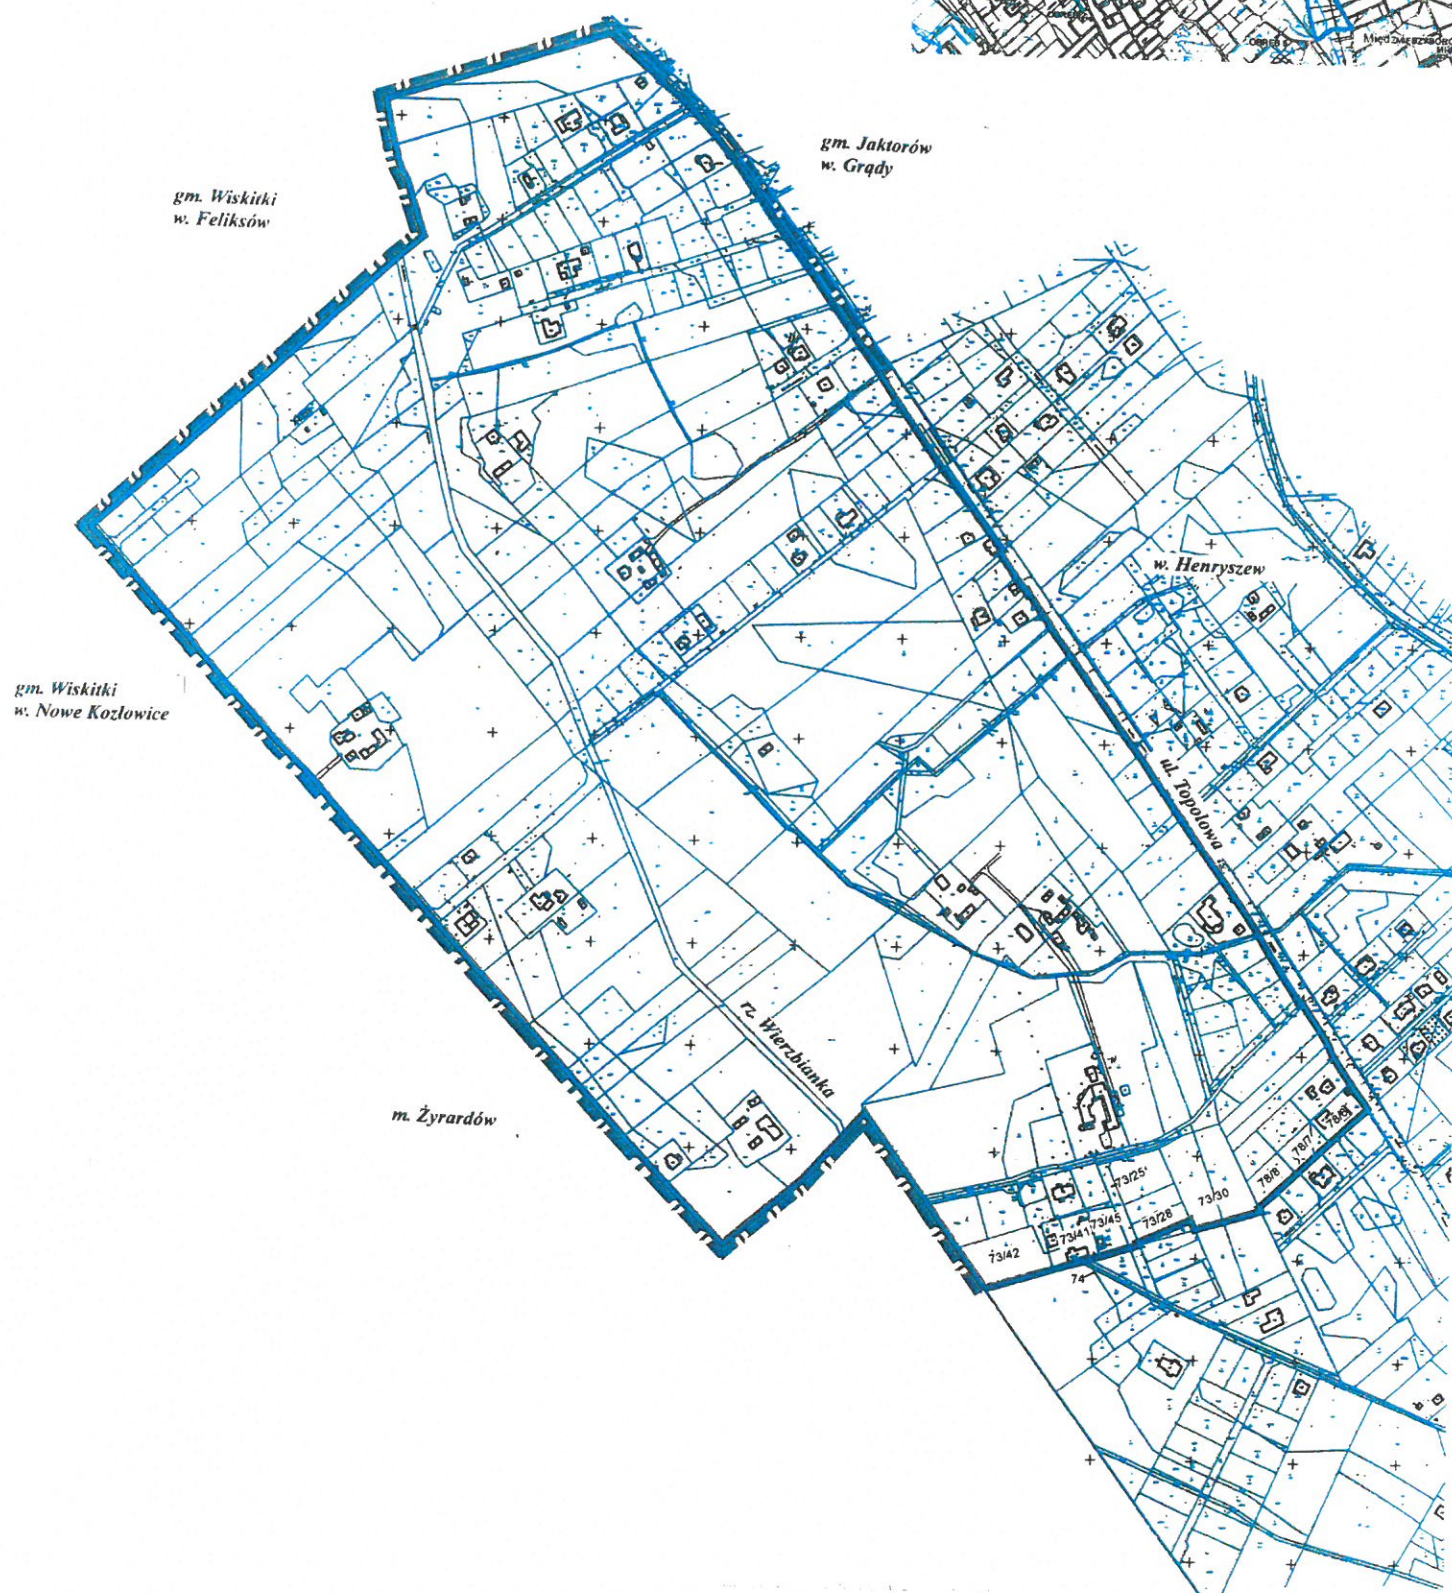 gm. Jaktorów
w. Grądy
gm. Wiskitki
w. Feliksów
w. Henryszew
gm. Wiskitki
w. Nowe Kozłowice
ul. Topolowa
rz. Wierzbianka
m. Żyrardów
78/6
78/7
78/8
73/25
73/30
73/45
73/28
73/41
73/42
74